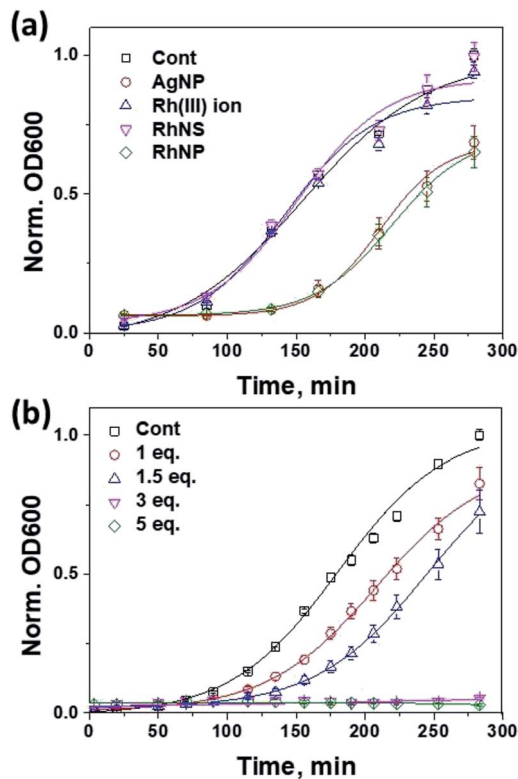 (a)
Norm. OD600
1.0
0.5
0.0
Cont
AgNP
Rh(III) ion
RhNS
RhNP
0 50 100 150 200 250 300
Time, min
(b)
Norm. OD600
1.0
0.5
0.0
Cont
1 eq.
1.5 eq.
3 eq.
5 eq.
0 50 100 150 200 250 300
Time, min